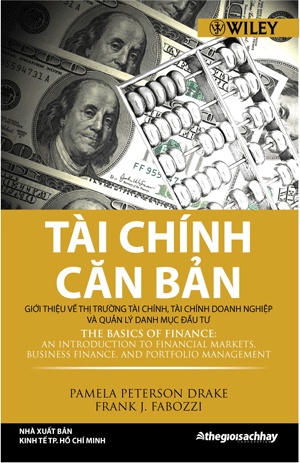 WILEY
TÀI CHÍNH
CĂN BẢN
GIỚI THIỆU VỀ THỊ TRƯỜNG TÀI CHÍNH, TÀI CHÍNH DOANH NGHIỆP
VÀ QUẢN LÝ DANH MỤC ĐẦU TƯ
THE BASICS OF FINANCE:
AN INTRODUCTION TO FINANCIAL MARKETS,
BUSINESS FINANCE, AND PORTFOLIO MANAGEMENT
PAMELA PETERSON DRAKE
FRANK J. FABOZZI
NHÀ XUẤT BẢN
KINH TẾ TP. HỒ CHÍ MINH
thegioisachhay